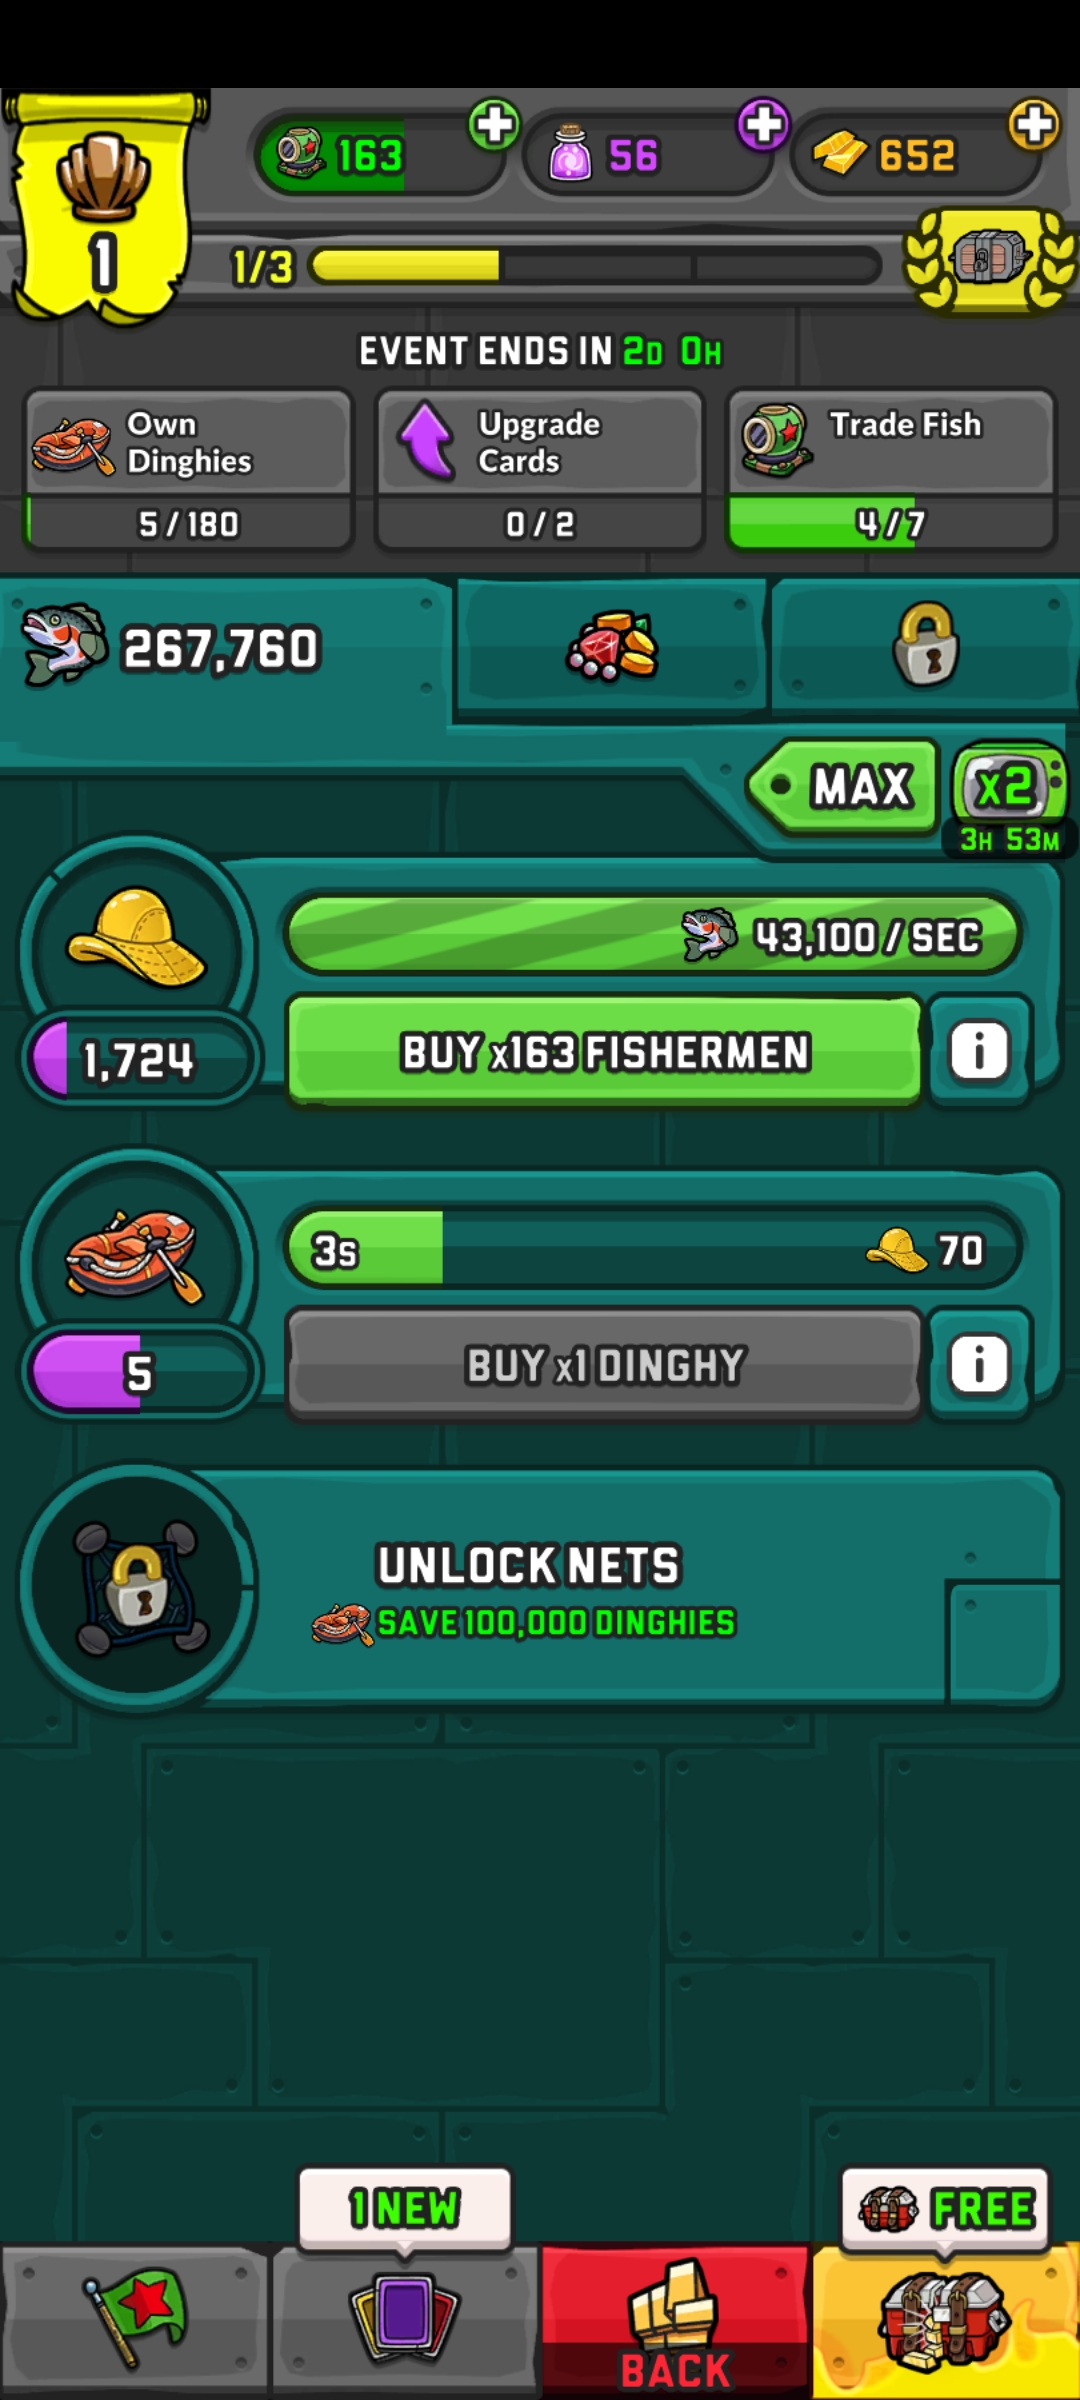 163
56
652
1
1/3
EVENT ENDS IN 2D 0H
Own
Dinghies
5 / 180
Upgrade
Cards
0 / 2
Trade Fish
4 / 7
267,760
MAX
x2
3H 53M
43,100 / SEC
1,724
BUY x163 FISHERMEN
i
3s
70
5
BUY x1 DINGHY
i
UNLOCK NETS
SAVE 100,000 DINGHIES
1 NEW
FREE
BACK